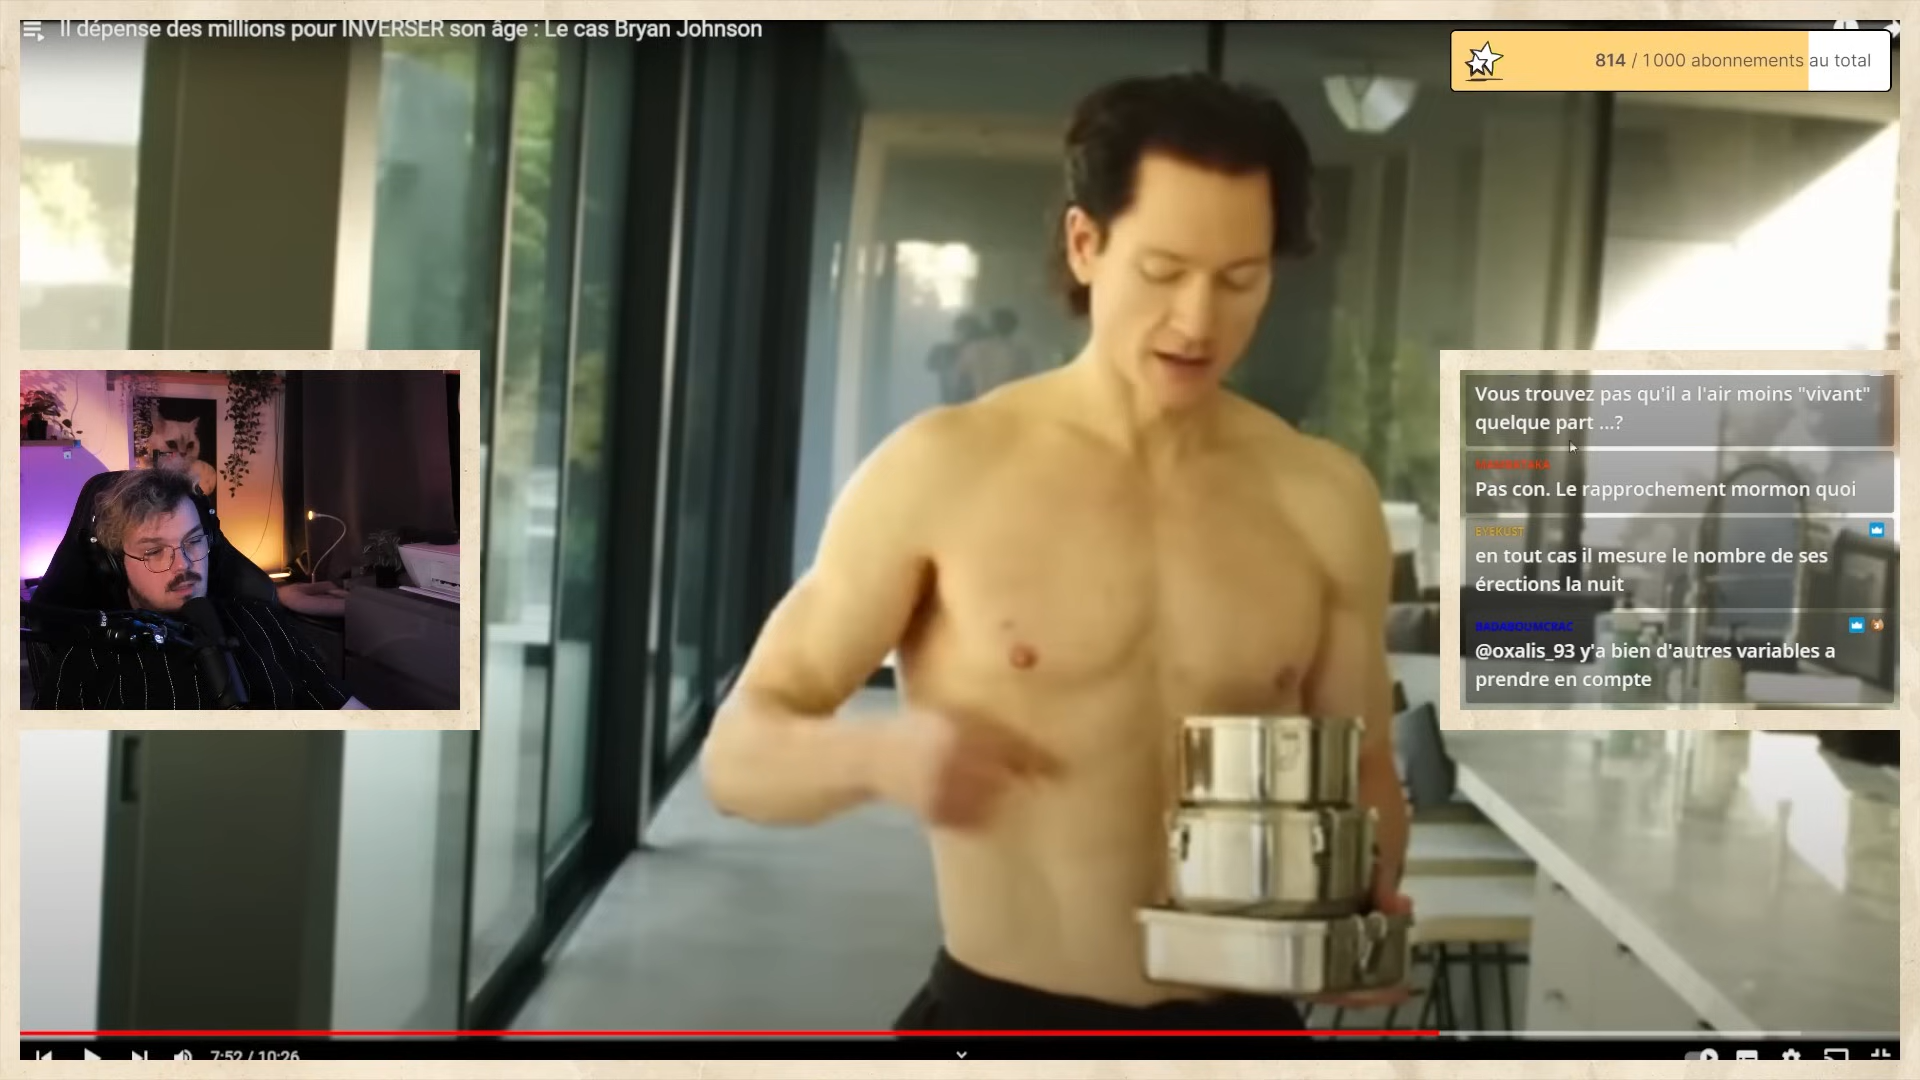 Il dépense des millions pour INVERSER son âge : Le cas Bryan Johnson
814 / 1000 abonnements au total
Vous trouvez pas qu'il a l'air moins "vivant"
quelque part ...?
Pas con. Le rapprochement mormon quoi
EYEKUST
en tout cas il mesure le nombre de ses
érections la nuit
BADABOUMCRAC
@oxalis_93 y'a bien d'autres variables a
prendre en compte
7:52 / 10:26